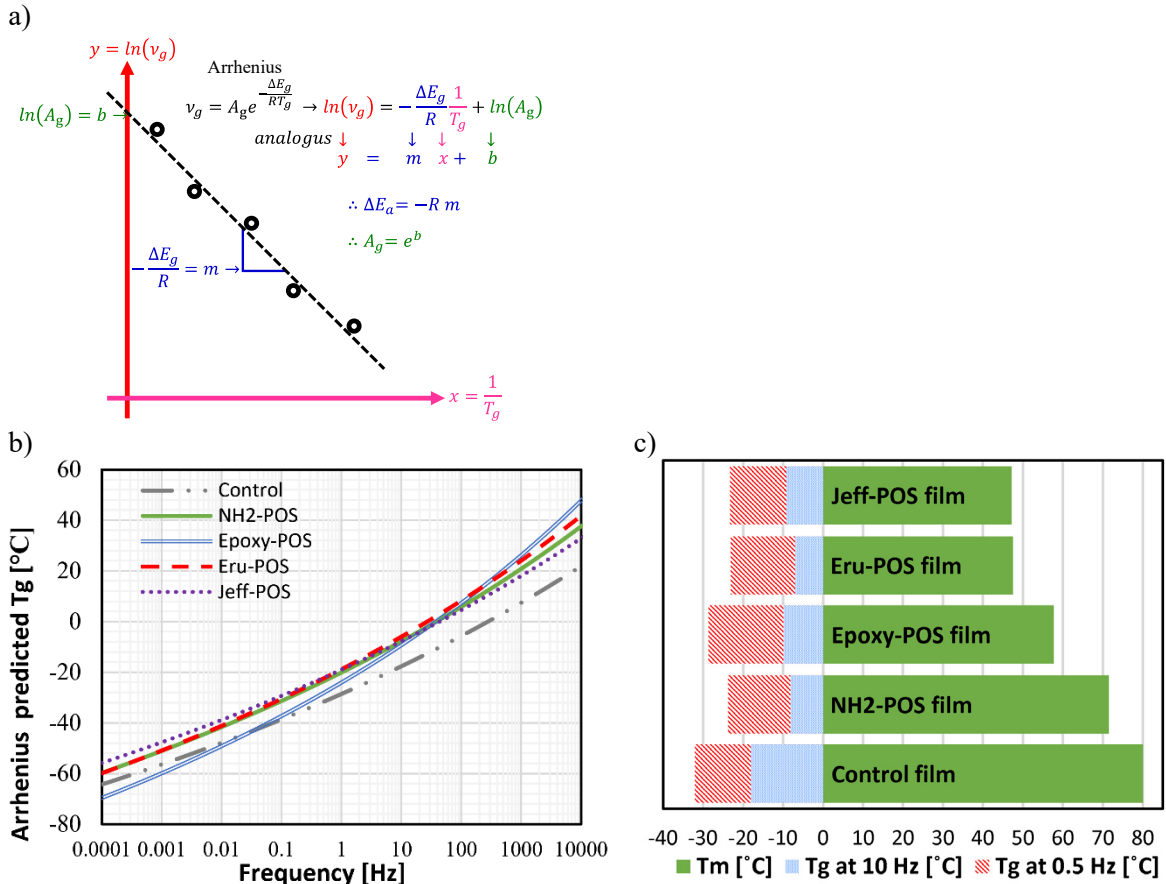 a)
y = ln(ν_g)
Arrhenius
ν_g = A_g e^{-ΔE_g/RT_g} → ln(ν_g) = -ΔE_g/R 1/T_g + ln(A_g)
ln(A_g) = b →
analogus ↓ ↓ ↓ ↓
y = m x + b
∴ ΔE_a = −R m
∴ A_g = e^b
-ΔE_g/R = m →
x = 1/T_g
b)
Arrhenius predicted Tg [°C]
60
40
20
0
-20
-40
-60
-80
Control
NH2-POS
Epoxy-POS
Eru-POS
Jeff-POS
0.0001 0.001 0.01 0.1 1 10 100 1000 10000
Frequency [Hz]
c)
Jeff-POS film
Eru-POS film
Epoxy-POS film
NH2-POS film
Control film
-40 -30 -20 -10 0 10 20 30 40 50 60 70 80
Tm [˚C] Tg at 10 Hz [˚C] Tg at 0.5 Hz [˚C]